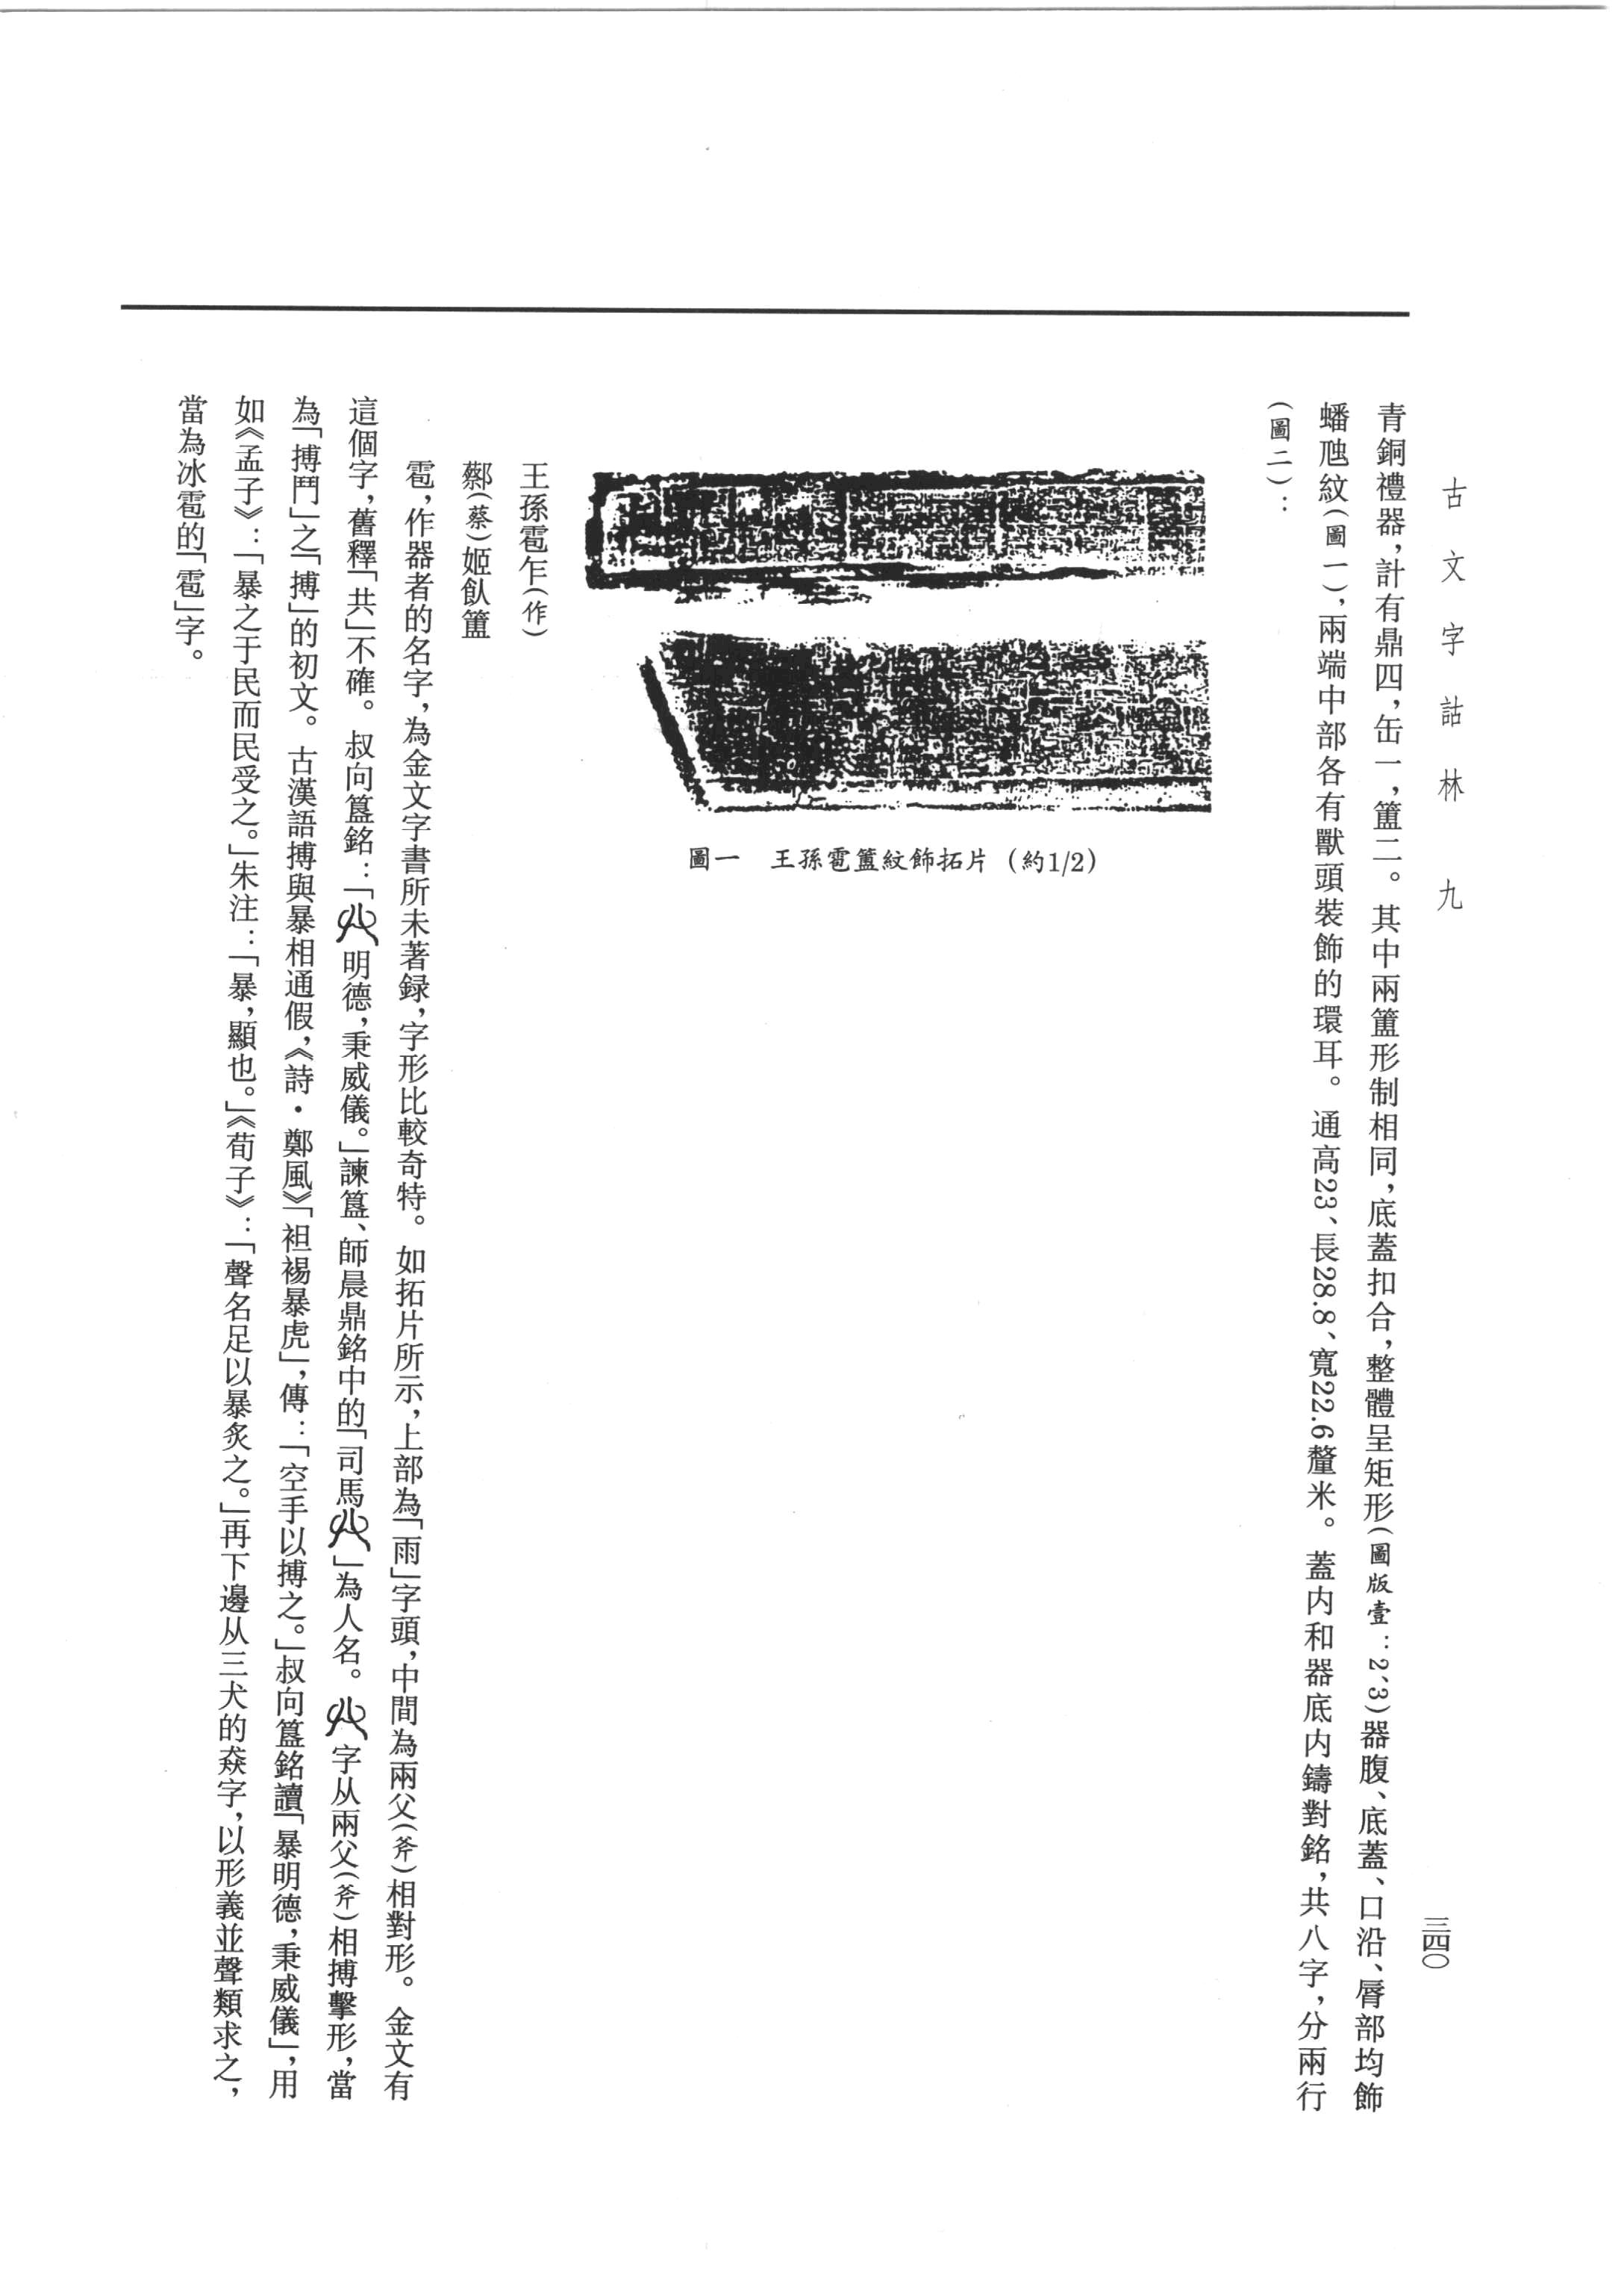 古文字詁林 九
三四〇
青銅禮器，計有鼎四，缶一，簠二。其中兩簠形制相同，底蓋扣合，整體呈矩形（圖版壹：2、3）器腹、底蓋、口沿、脣部均飾
蟠虺紋（圖一），兩端中部各有獸頭裝飾的環耳。通高23、長28.8、寬22.6釐米。蓋内和器底内鑄對銘，共八字，分兩行
（圖二）：
圖一 王孫雹簠紋飾拓片（約1/2）
王孫雹乍（作）
鄴（蔡）姬飤簠
雹，作器者的名字，為金文字書所未著録，字形比較奇特。如拓片所示，上部為「雨」字頭，中間為兩父（斧）相對形。金文有
這個字，舊釋「共」不確。叔向簋銘：「明德，秉威儀。」諫簋、師晨鼎銘中的「司馬」為人名。字从兩父（斧）相搏擊形，當
為「搏鬥」之「搏」的初文。古漢語搏與暴相通假，《詩·鄭風》「袒裼暴虎」，傳：「空手以搏之。」叔向簋銘讀「暴明德，秉威儀」，用
如《孟子》：「暴之于民而民受之。」朱注：「暴，顯也。」《荀子》：「聲名足以暴炙之。」再下邊从三犬的猋字，以形義並聲類求之，
當為冰雹的「雹」字。